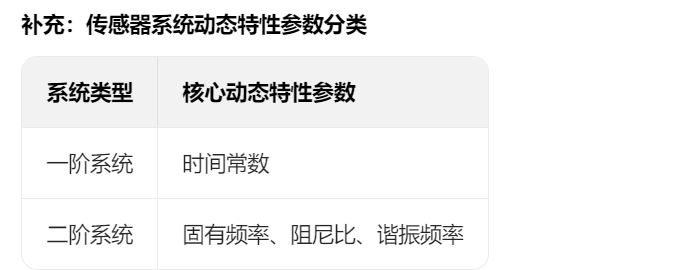 补充：传感器系统动态特性参数分类
系统类型 核心动态特性参数
一阶系统 时间常数
二阶系统 固有频率、阻尼比、谐振频率